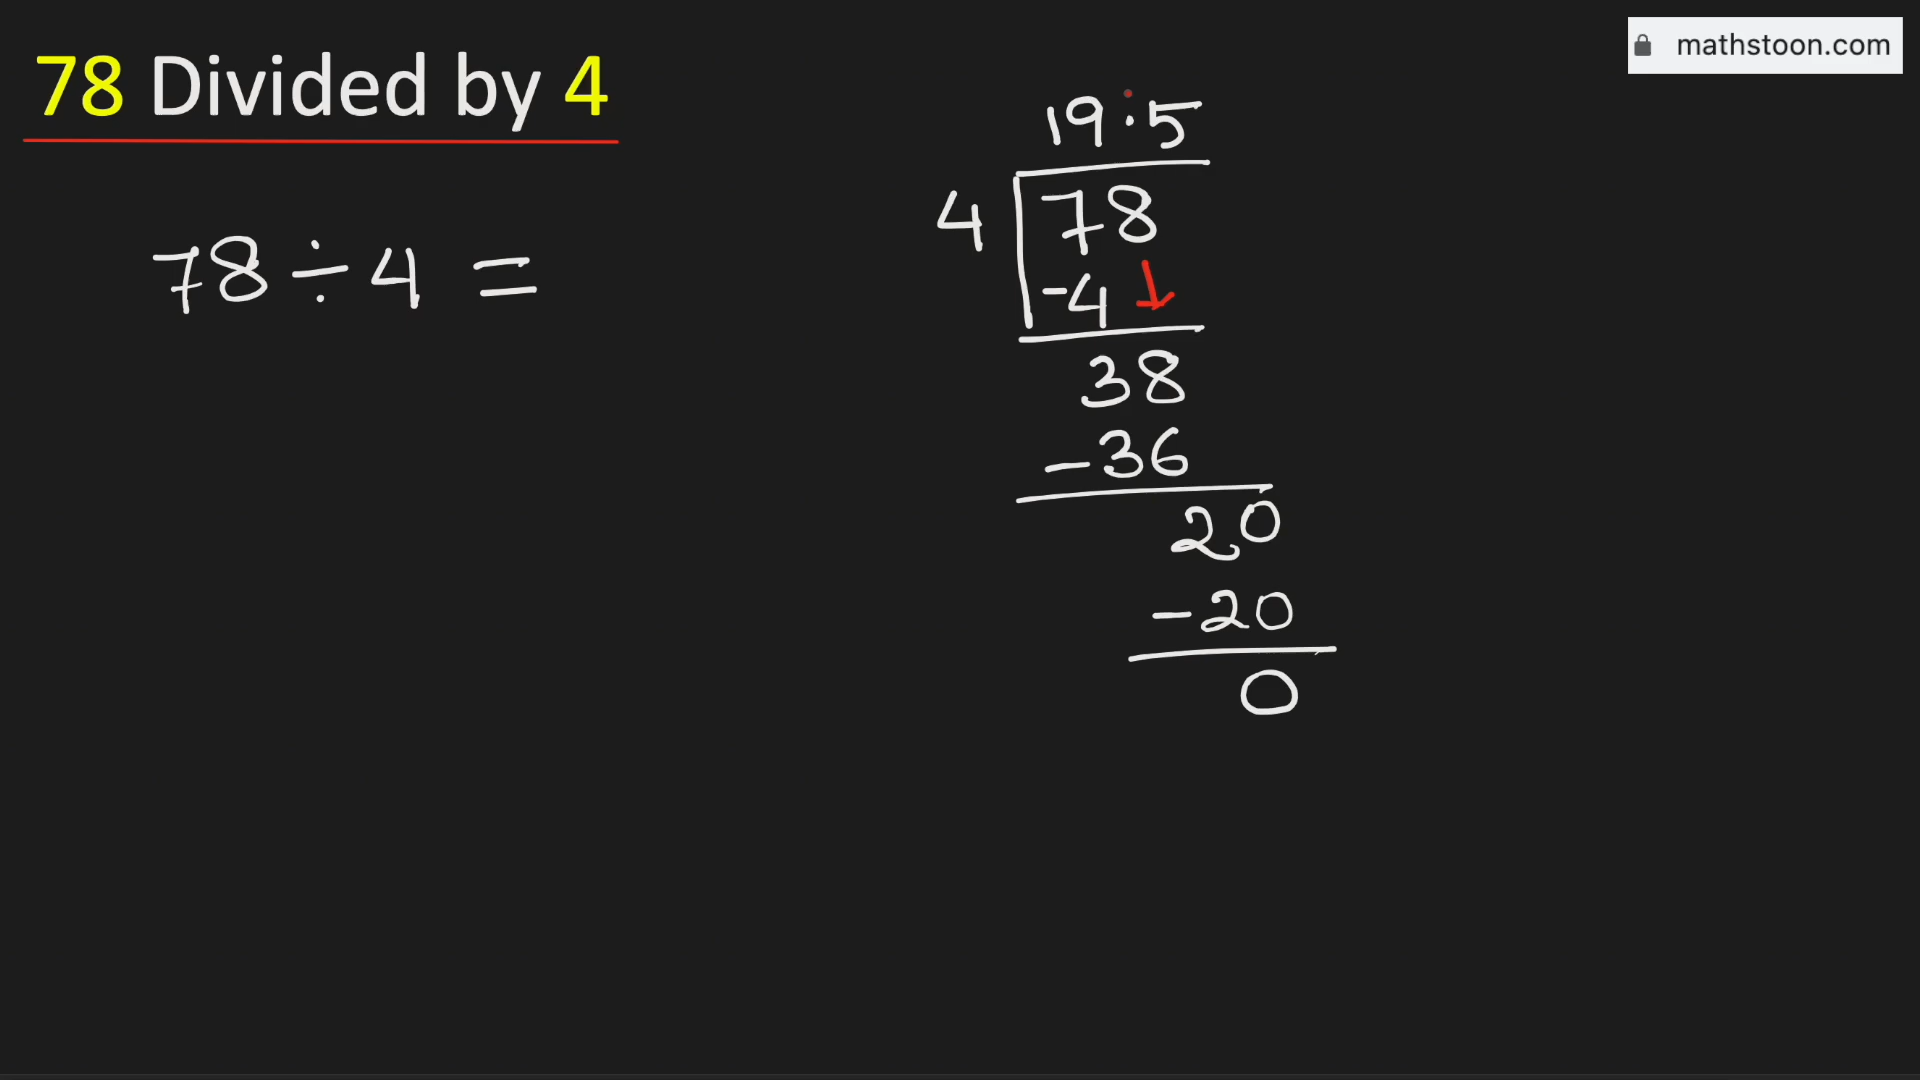 78 Divided by 4
mathstoon.com
78 ÷ 4 =
19.5
4 78
-4 ↓
38
-36
20
-20
0